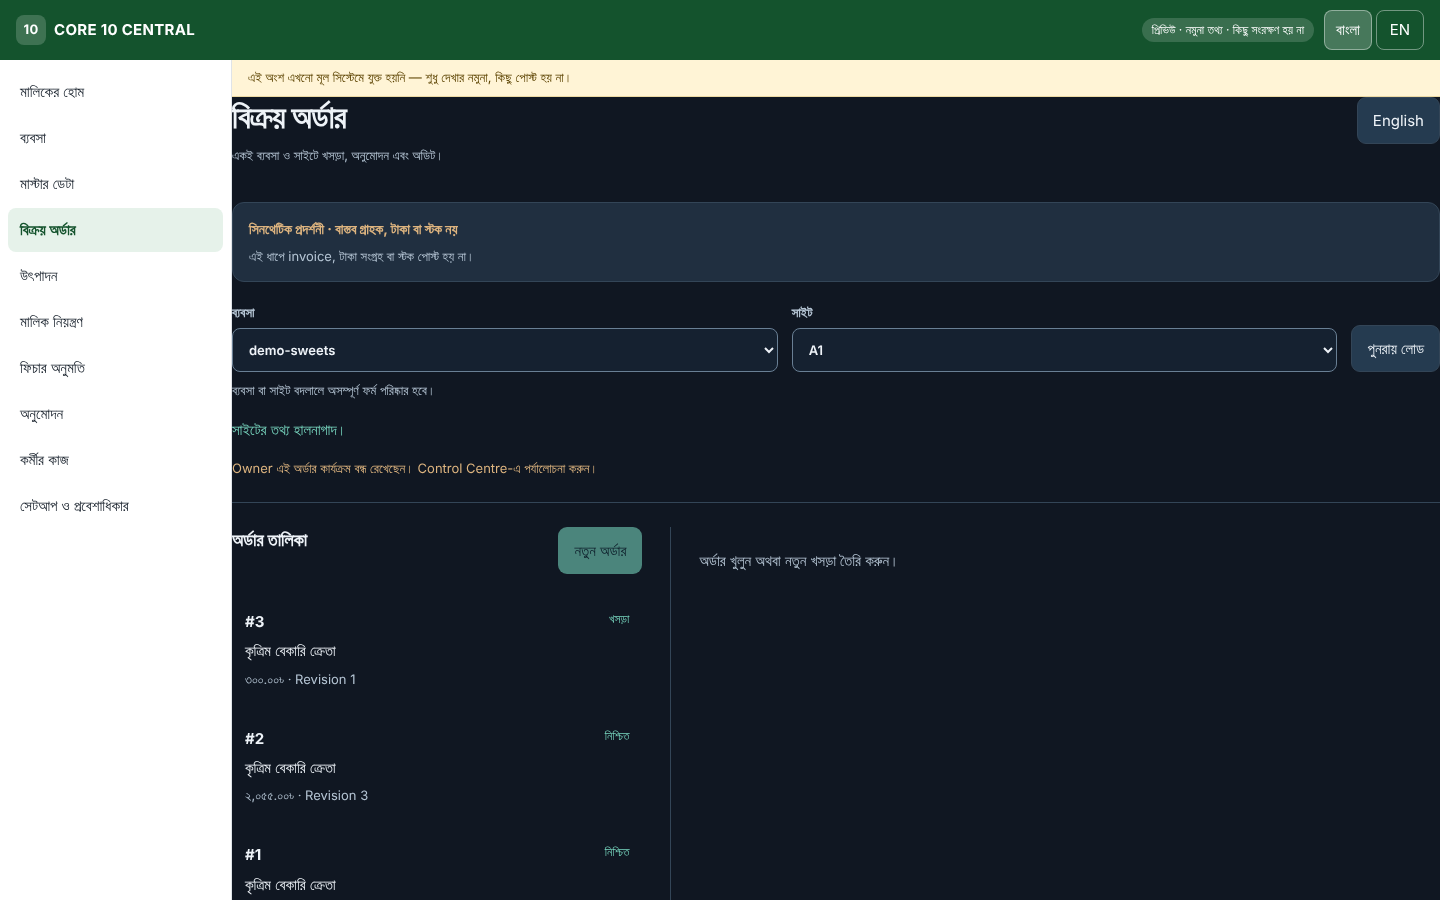 10 CORE 10 CENTRAL
প্রিভিউ · নমুনা তথ্য · কিছু সংরক্ষণ হয় না
বাংলা
EN
মালিকের হোম
ব্যবসা
মাস্টার ডেটা
বিক্রয় অর্ডার
উৎপাদন
মালিক নিয়ন্ত্রণ
ফিচার অনুমতি
অনুমোদন
কর্মীর কাজ
সেটআপ ও প্রবেশাধিকার
এই অংশ এখনো মূল সিস্টেমে যুক্ত হয়নি — শুধু দেখার নমুনা, কিছু পোস্ট হয় না।
বিক্রয় অর্ডার
English
একই ব্যবসা ও সাইটে খসড়া, অনুমোদন এবং অডিট।
সিনথেটিক প্রদর্শনী · বাস্তব গ্রাহক, টাকা বা স্টক নয়
এই ধাপে invoice, টাকা সংগ্রহ বা স্টক পোস্ট হয় না।
ব্যবসা
সাইট
demo-sweets
A1
পুনরায় লোড
ব্যবসা বা সাইট বদলালে অসম্পূর্ণ ফর্ম পরিষ্কার হবে।
সাইটের তথ্য হালনাগাদ।
Owner এই অর্ডার কার্যক্রম বন্ধ রেখেছেন। Control Centre-এ পর্যালোচনা করুন।
অর্ডার তালিকা
নতুন অর্ডার
অর্ডার খুলুন অথবা নতুন খসড়া তৈরি করুন।
#3
খসড়া
কৃত্রিম বেকারি ক্রেতা
৩০০.০০৳ · Revision 1
#2
নিশ্চিত
কৃত্রিম বেকারি ক্রেতা
২,০৫৫.০০৳ · Revision 3
#1
নিশ্চিত
কৃত্রিম বেকারি ক্রেতা